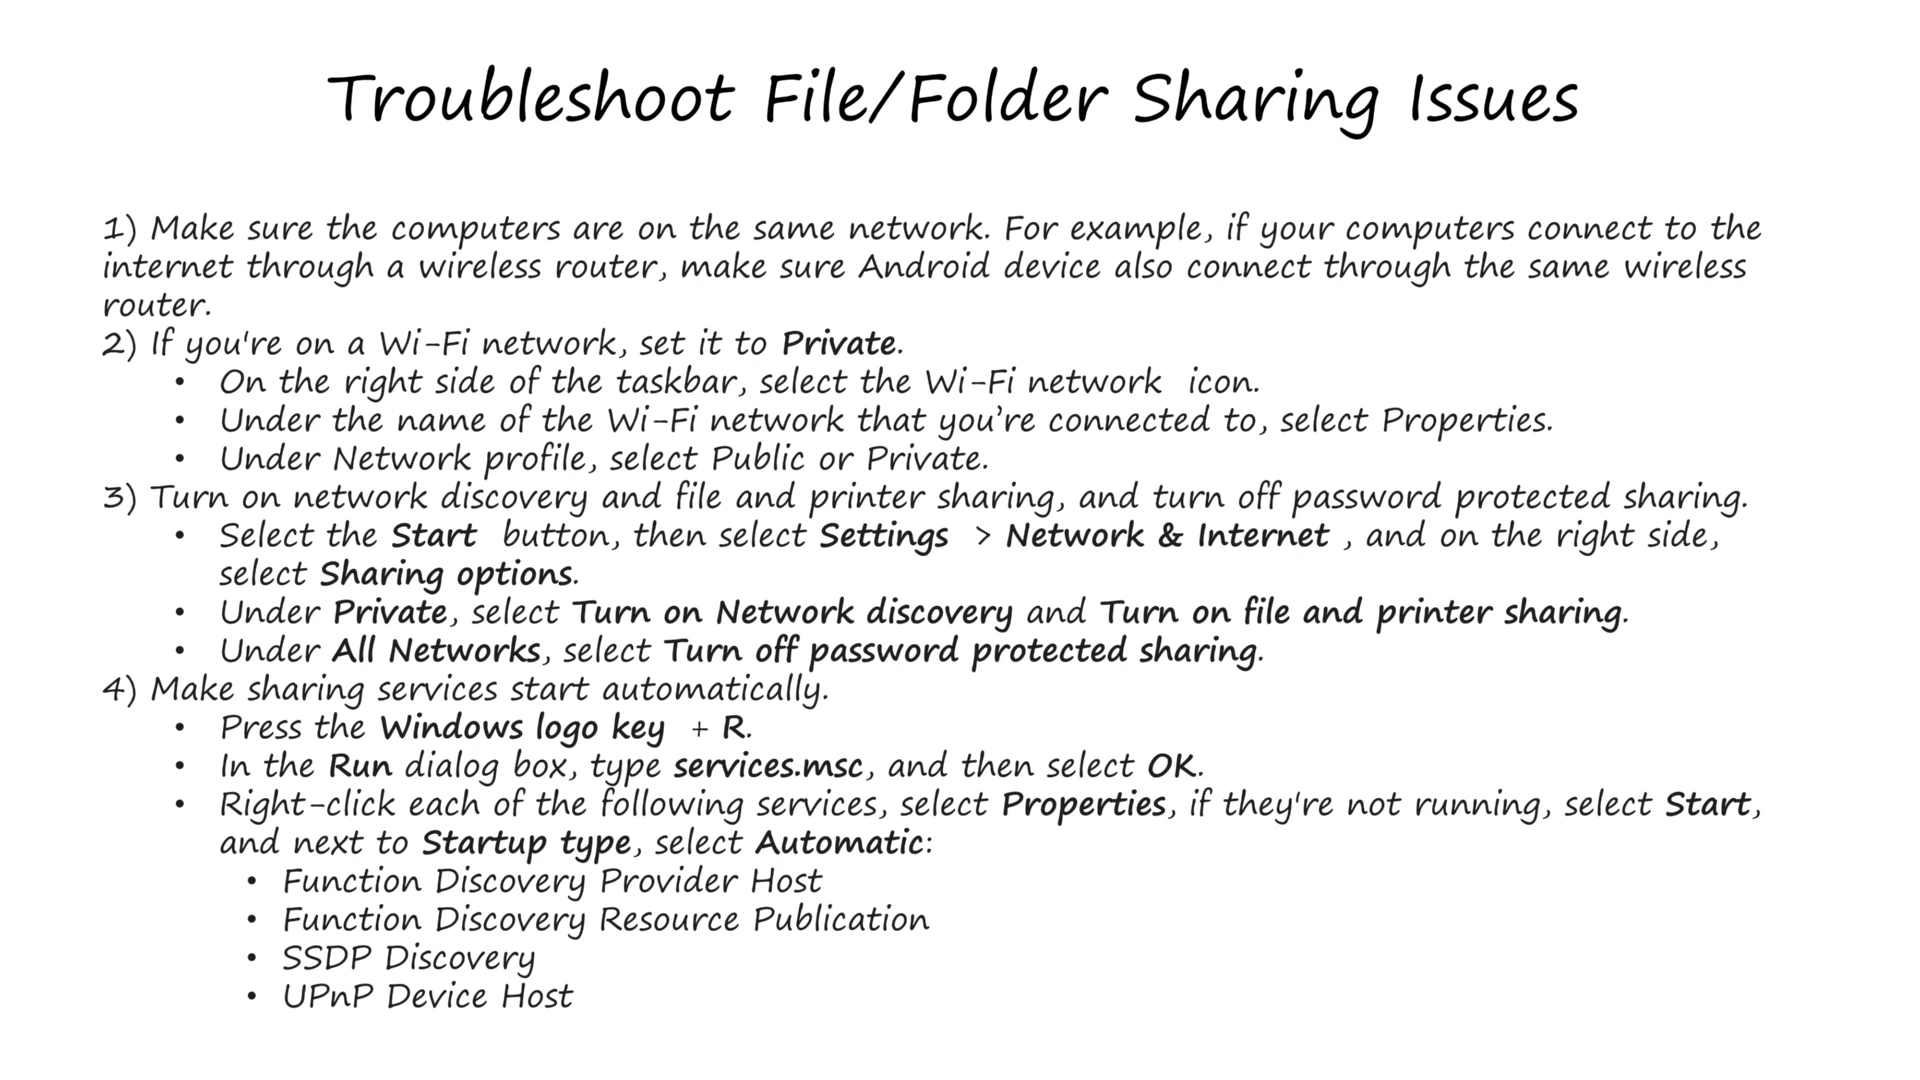 Troubleshoot File/Folder Sharing Issues
1) Make sure the computers are on the same network. For example, if your computers connect to the
internet through a wireless router, make sure Android device also connect through the same wireless
router.
2) If you're on a Wi-Fi network, set it to Private.
• On the right side of the taskbar, select the Wi-Fi network  icon.
• Under the name of the Wi-Fi network that you’re connected to, select Properties.
• Under Network profile, select Public or Private.
3) Turn on network discovery and file and printer sharing, and turn off password protected sharing.
• Select the Start  button, then select Settings  > Network & Internet , and on the right side,
select Sharing options.
• Under Private, select Turn on Network discovery and Turn on file and printer sharing.
• Under All Networks, select Turn off password protected sharing.
4) Make sharing services start automatically.
• Press the Windows logo key  + R.
• In the Run dialog box, type services.msc, and then select OK.
• Right-click each of the following services, select Properties, if they're not running, select Start,
and next to Startup type, select Automatic:
• Function Discovery Provider Host
• Function Discovery Resource Publication
• SSDP Discovery
• UPnP Device Host